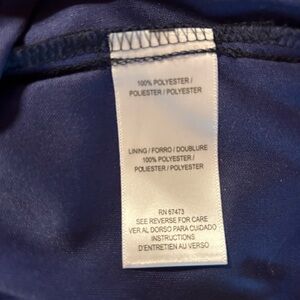 100% POLYESTER /
POLIESTER / POLYESTER
LINING / FORRO / DOUBLURE
100% POLYESTER /
POLIESTER / POLYESTER
RN 57473
SEE REVERSE FOR CARE
VER AL DORSO PARA CUIDADO
INSTRUCTIONS
D'ENTRETIEN AU VERSO